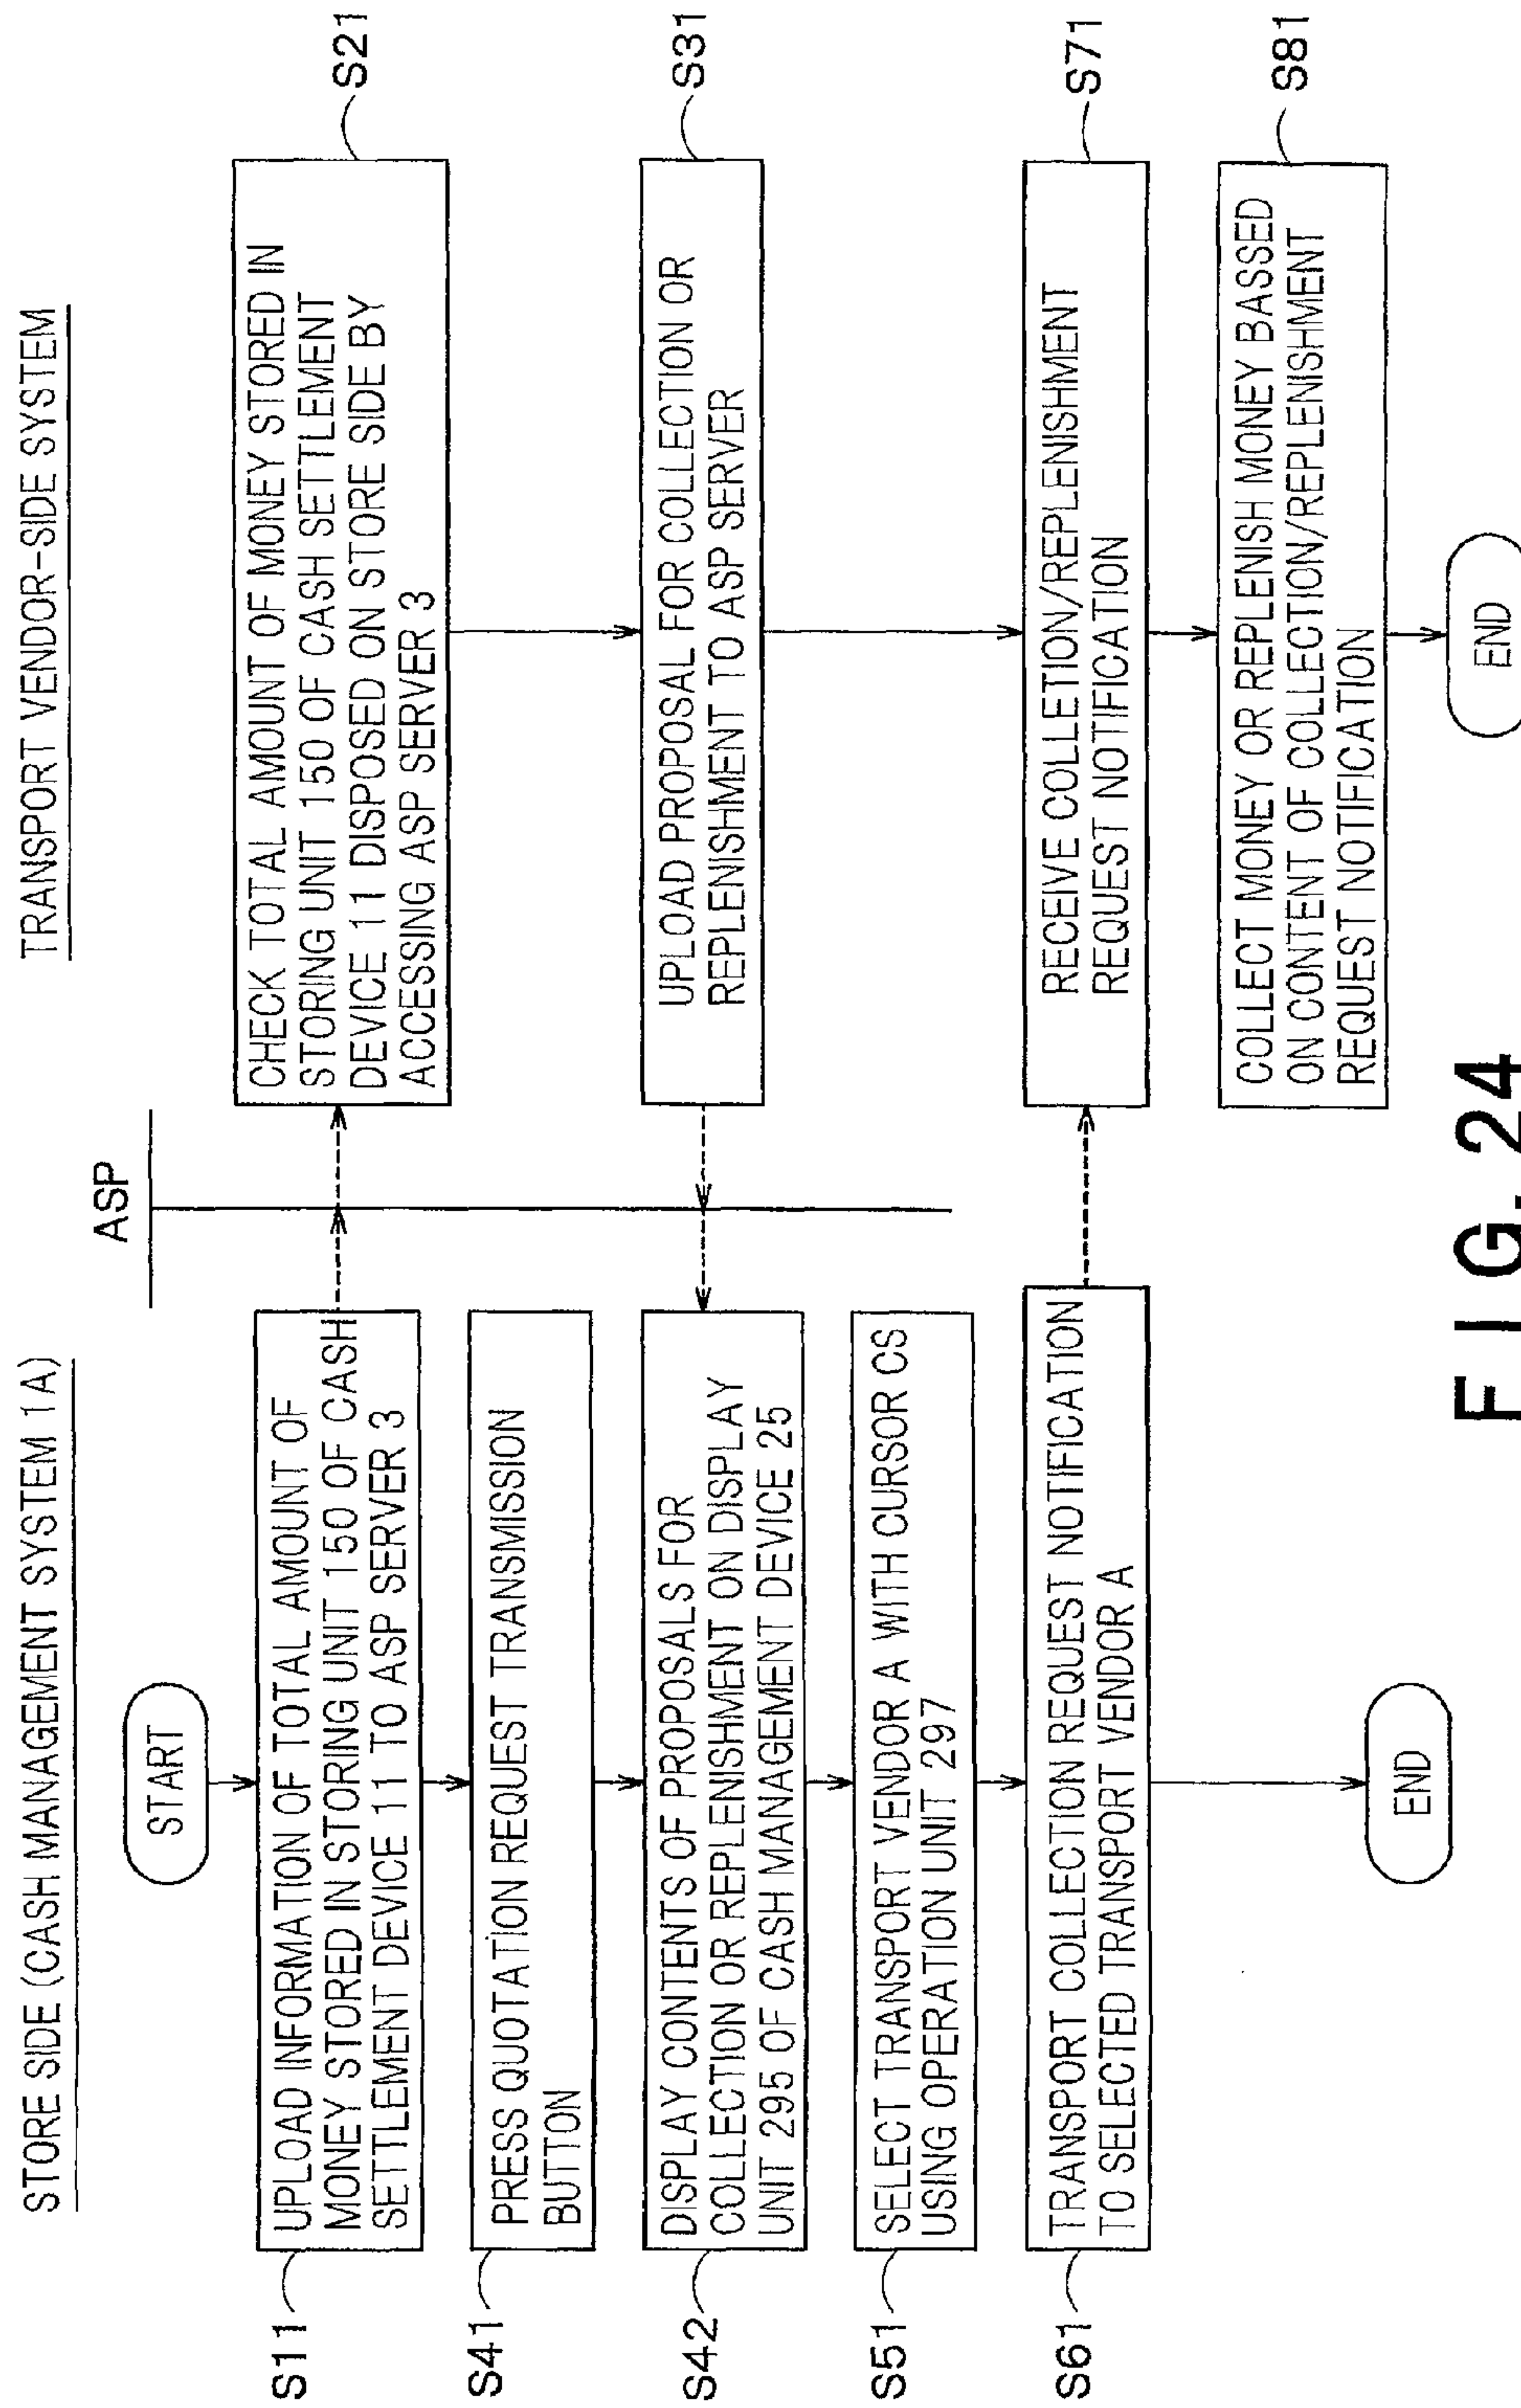 STORE SIDE (CASH MANAGEMENT SYSTEM 1A)
START
S11
UPLOAD INFORMATION OF TOTAL AMOUNT OF
MONEY STORED IN STORING UNIT 150 OF CASH
SETTLEMENT DEVICE 11 TO ASP SERVER 3
S41
PRESS QUOTATION REQUEST TRANSMISSION
BUTTON
S42
DISPLAY CONTENTS OF PROPOSALS FOR
COLLECTION OR REPLENISHMENT ON DISPLAY
UNIT 295 OF CASH MANAGEMENT DEVICE 25
S51
SELECT TRANSPORT VENDOR A WITH CURSOR CS
USING OPERATION UNIT 297
S61
TRANSPORT COLLECTION REQUEST NOTIFICATION
TO SELECTED TRANSPORT VENDOR A
END
ASP
TRANSPORT VENDOR-SIDE SYSTEM
CHECK TOTAL AMOUNT OF MONEY STORED IN
STORING UNIT 150 OF CASH SETTLEMENT
DEVICE 11 DISPOSED ON STORE SIDE BY
ACCESSING ASP SERVER 3
S21
UPLOAD PROPOSAL FOR COLLECTION OR
REPLENISHMENT TO ASP SERVER
S31
RECEIVE COLLETION/REPLENISHMENT
REQUEST NOTIFICATION
S71
COLLECT MONEY OR REPLENISH MONEY BASSED
ON CONTENT OF COLLECTION/REPLENISHMENT
REQUEST NOTIFICATION
S81
END
FIG. 24